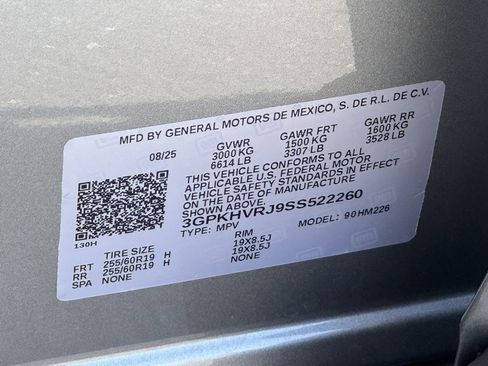 MFD BY GENERAL MOTORS DE MEXICO, S. DE R.L. DE C.V.
08/25 GVWR GAWR FRT GAWR RR
3000 KG 1500 KG 1600 KG
6614 LB 3307 LB 3528 LB
THIS VEHICLE CONFORMS TO ALL
APPLICABLE U.S. FEDERAL MOTOR
VEHICLE SAFETY STANDARDS IN EFFECT
ON THE DATE OF MANUFACTURE
SHOWN ABOVE.
3GPKHVRJ9SS522260
TYPE: MPV MODEL: 90HM226
130H
TIRE SIZE RIM
FRT 255/60R19 H 19X8.5J
RR 255/60R19 H 19X8.5J
SPA NONE NONE